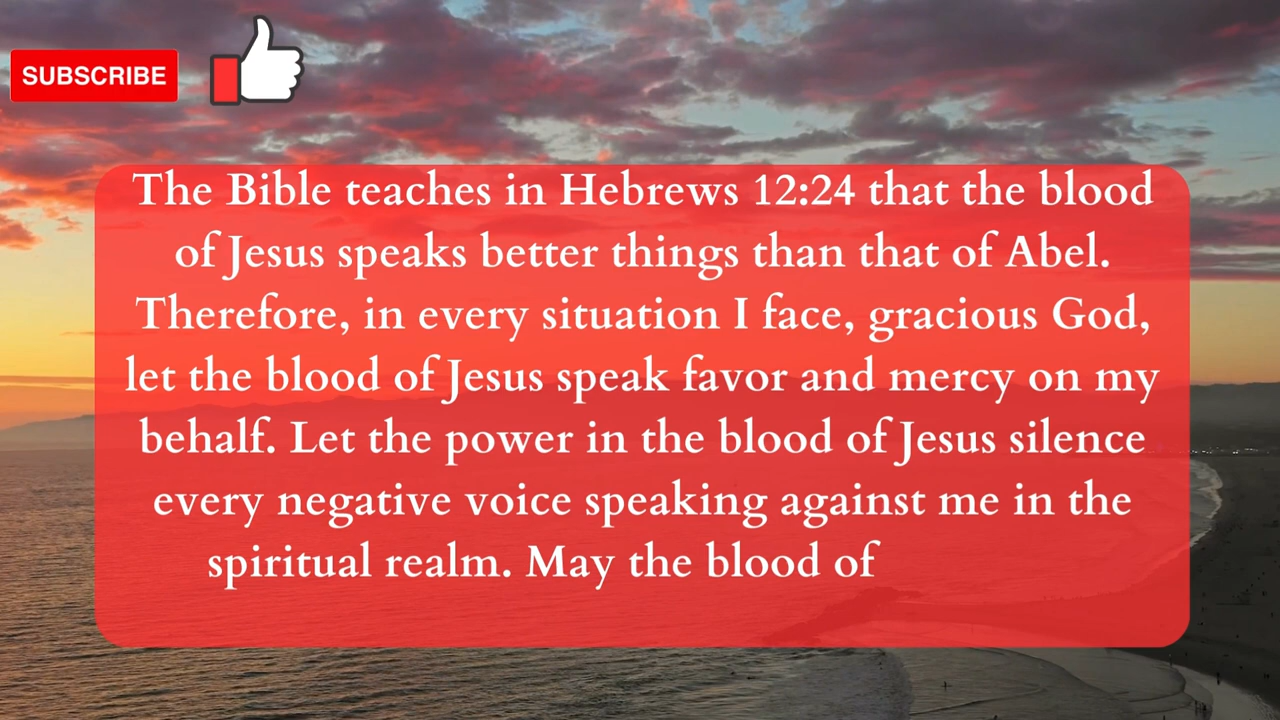 SUBSCRIBE
The Bible teaches in Hebrews 12:24 that the blood
of Jesus speaks better things than that of Abel.
Therefore, in every situation I face, gracious God,
let the blood of Jesus speak favor and mercy on my
behalf. Let the power in the blood of Jesus silence
every negative voice speaking against me in the
spiritual realm. May the blood of